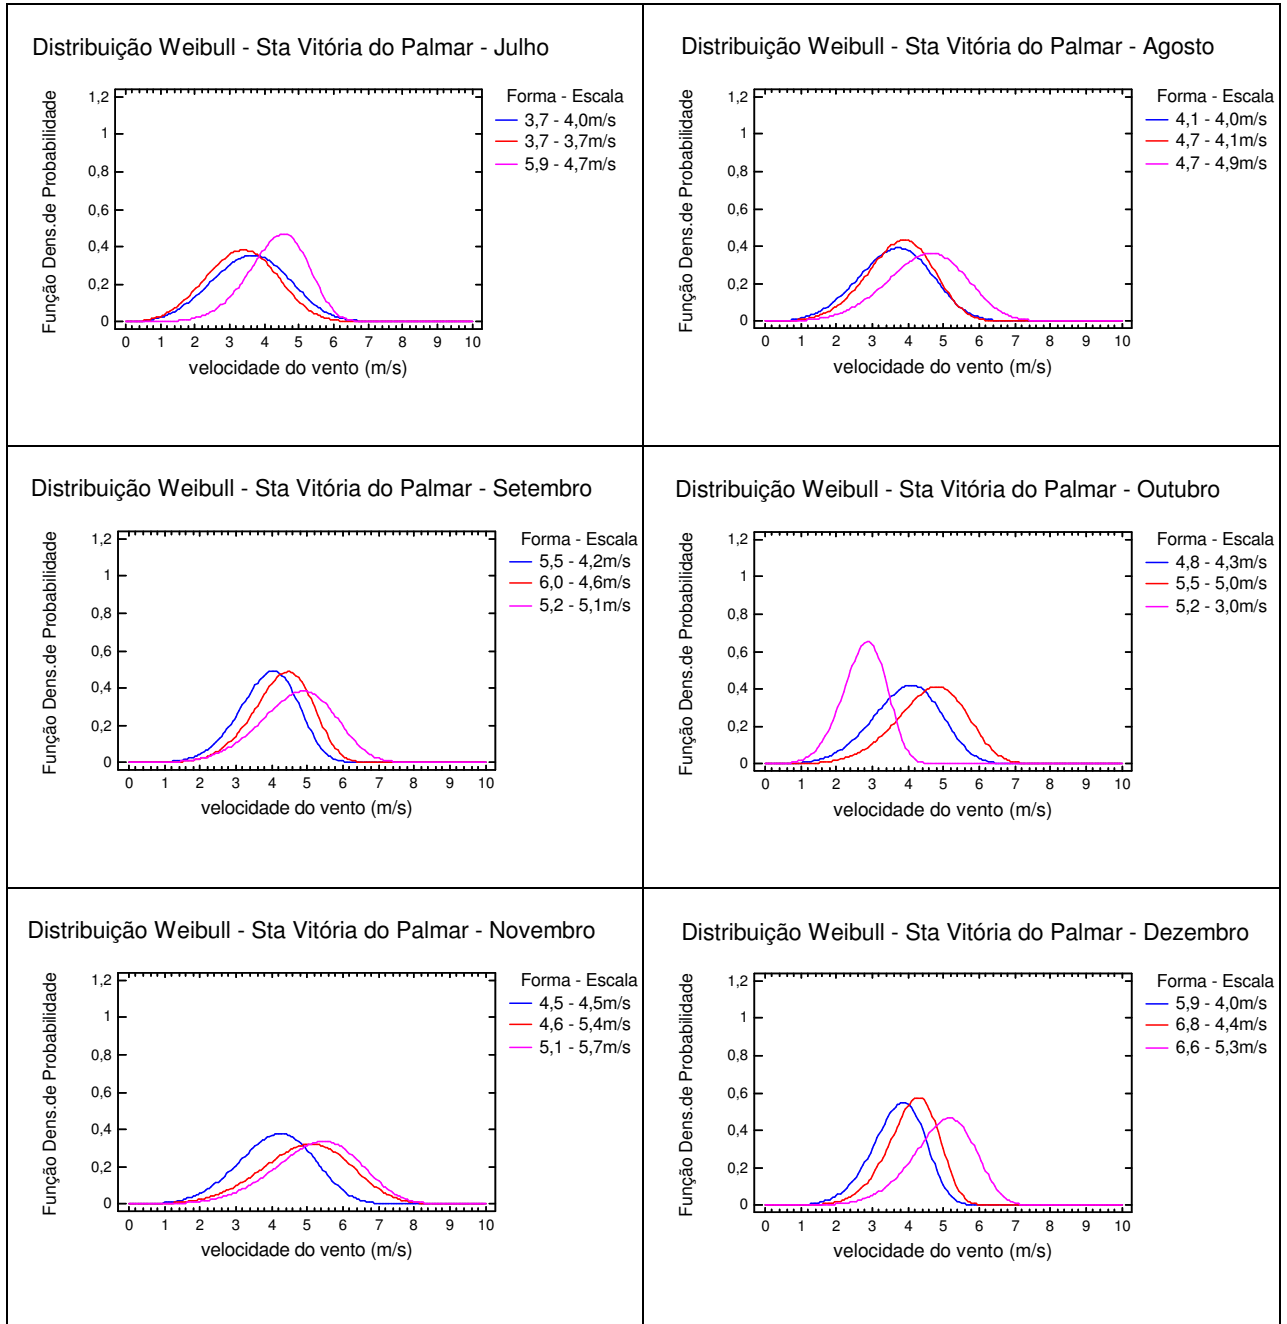 Distribuição Weibull - Sta Vitória do Palmar - Julho
Função Dens.de Probabilidade
1,2
1
0,8
0,6
0,4
0,2
0
0 1 2 3 4 5 6 7 8 9 10
velocidade do vento (m/s)
Forma - Escala
3,7 - 4,0m/s
3,7 - 3,7m/s
5,9 - 4,7m/s
Distribuição Weibull - Sta Vitória do Palmar - Agosto
Função Dens.de Probabilidade
1,2
1
0,8
0,6
0,4
0,2
0
0 1 2 3 4 5 6 7 8 9 10
velocidade do vento (m/s)
Forma - Escala
4,1 - 4,0m/s
4,7 - 4,1m/s
4,7 - 4,9m/s
Distribuição Weibull - Sta Vitória do Palmar - Setembro
Função Dens.de Probabilidade
1,2
1
0,8
0,6
0,4
0,2
0
0 1 2 3 4 5 6 7 8 9 10
velocidade do vento (m/s)
Forma - Escala
5,5 - 4,2m/s
6,0 - 4,6m/s
5,2 - 5,1m/s
Distribuição Weibull - Sta Vitória do Palmar - Outubro
Função Dens.de Probabilidade
1,2
1
0,8
0,6
0,4
0,2
0
0 1 2 3 4 5 6 7 8 9 10
velocidade do vento (m/s)
Forma - Escala
4,8 - 4,3m/s
5,5 - 5,0m/s
5,2 - 3,0m/s
Distribuição Weibull - Sta Vitória do Palmar - Novembro
Função Dens.de Probabilidade
1,2
1
0,8
0,6
0,4
0,2
0
0 1 2 3 4 5 6 7 8 9 10
velocidade do vento (m/s)
Forma - Escala
4,5 - 4,5m/s
4,6 - 5,4m/s
5,1 - 5,7m/s
Distribuição Weibull - Sta Vitória do Palmar - Dezembro
Função Dens.de Probabilidade
1,2
1
0,8
0,6
0,4
0,2
0
0 1 2 3 4 5 6 7 8 9 10
velocidade do vento (m/s)
Forma - Escala
5,9 - 4,0m/s
6,8 - 4,4m/s
6,6 - 5,3m/s